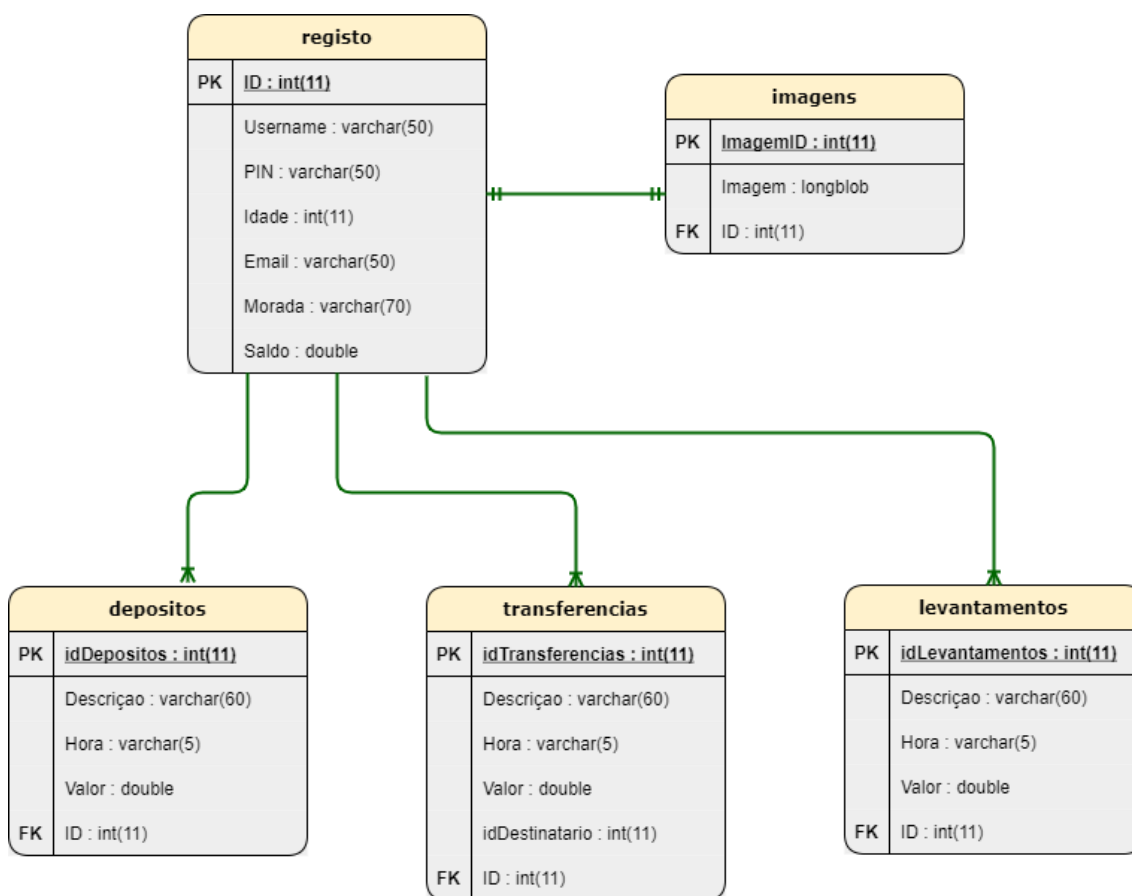 registo
PK ID : int(11)
Username : varchar(50)
PIN : varchar(50)
Idade : int(11)
Email : varchar(50)
Morada : varchar(70)
Saldo : double
imagens
PK ImagemID : int(11)
Imagem : longblob
FK ID : int(11)
depositos
PK idDepositos : int(11)
Descriçao : varchar(60)
Hora : varchar(5)
Valor : double
FK ID : int(11)
transferencias
PK idTransferencias : int(11)
Descriçao : varchar(60)
Hora : varchar(5)
Valor : double
idDestinatario : int(11)
FK ID : int(11)
levantamentos
PK idLevantamentos : int(11)
Descriçao : varchar(60)
Hora : varchar(5)
Valor : double
FK ID : int(11)